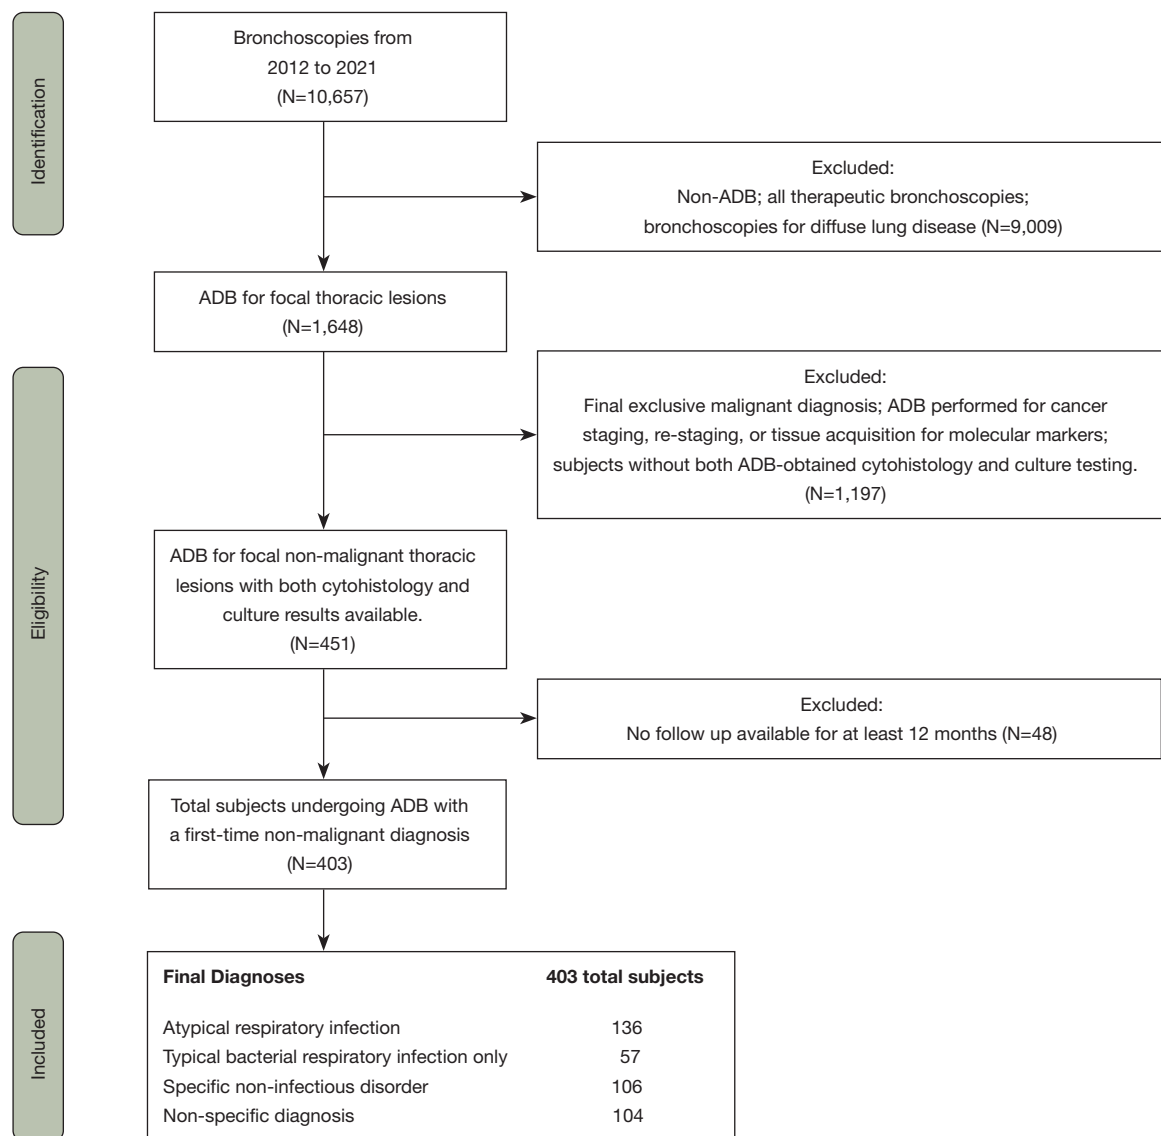 Identification
Bronchoscopies from
2012 to 2021
(N=10,657)
Excluded:
Non-ADB; all therapeutic bronchoscopies;
bronchoscopies for diffuse lung disease (N=9,009)
ADB for focal thoracic lesions
(N=1,648)
Eligibility
Excluded:
Final exclusive malignant diagnosis; ADB performed for cancer
staging, re-staging, or tissue acquisition for molecular markers;
subjects without both ADB-obtained cytohistology and culture testing.
(N=1,197)
ADB for focal non-malignant thoracic
lesions with both cytohistology and
culture results available.
(N=451)
Excluded:
No follow up available for at least 12 months (N=48)
Total subjects undergoing ADB with
a first-time non-malignant diagnosis
(N=403)
Included
Final Diagnoses 403 total subjects
Atypical respiratory infection 136
Typical bacterial respiratory infection only 57
Specific non-infectious disorder 106
Non-specific diagnosis 104